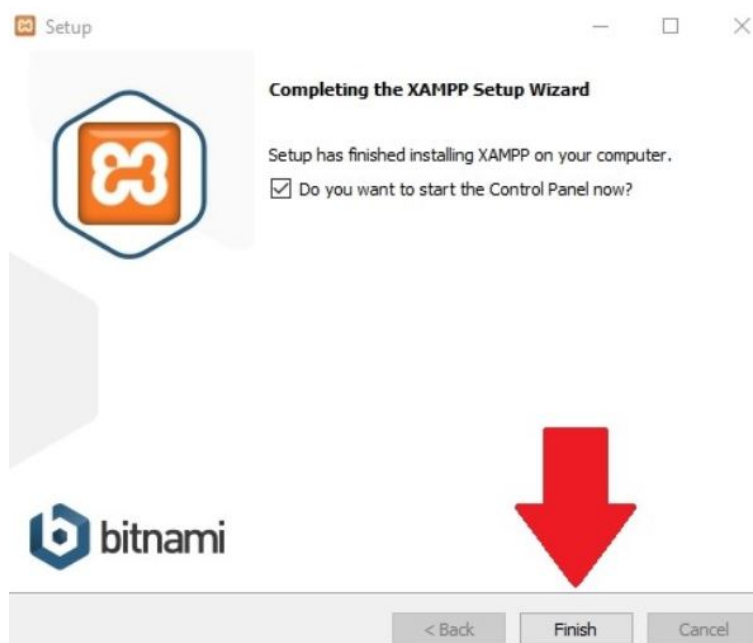 Setup
Completing the XAMPP Setup Wizard
Setup has finished installing XAMPP on your computer.
Do you want to start the Control Panel now?
bitnami
< Back
Finish
Cancel